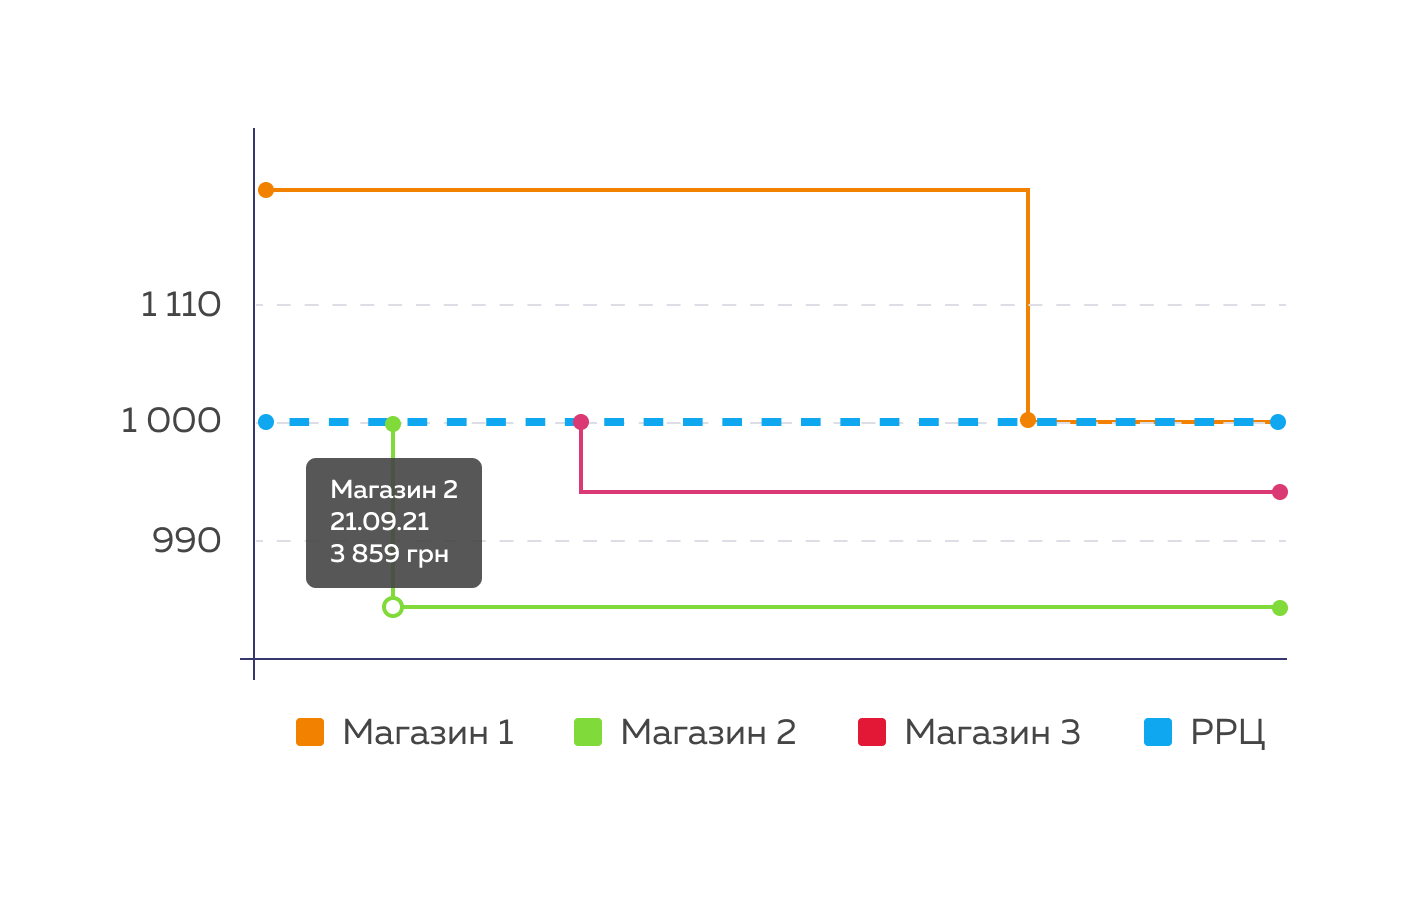 1 110
1 000
990
Магазин 2
21.09.21
3 859 грн
Магазин 1
Магазин 2
Магазин 3
РРЦ